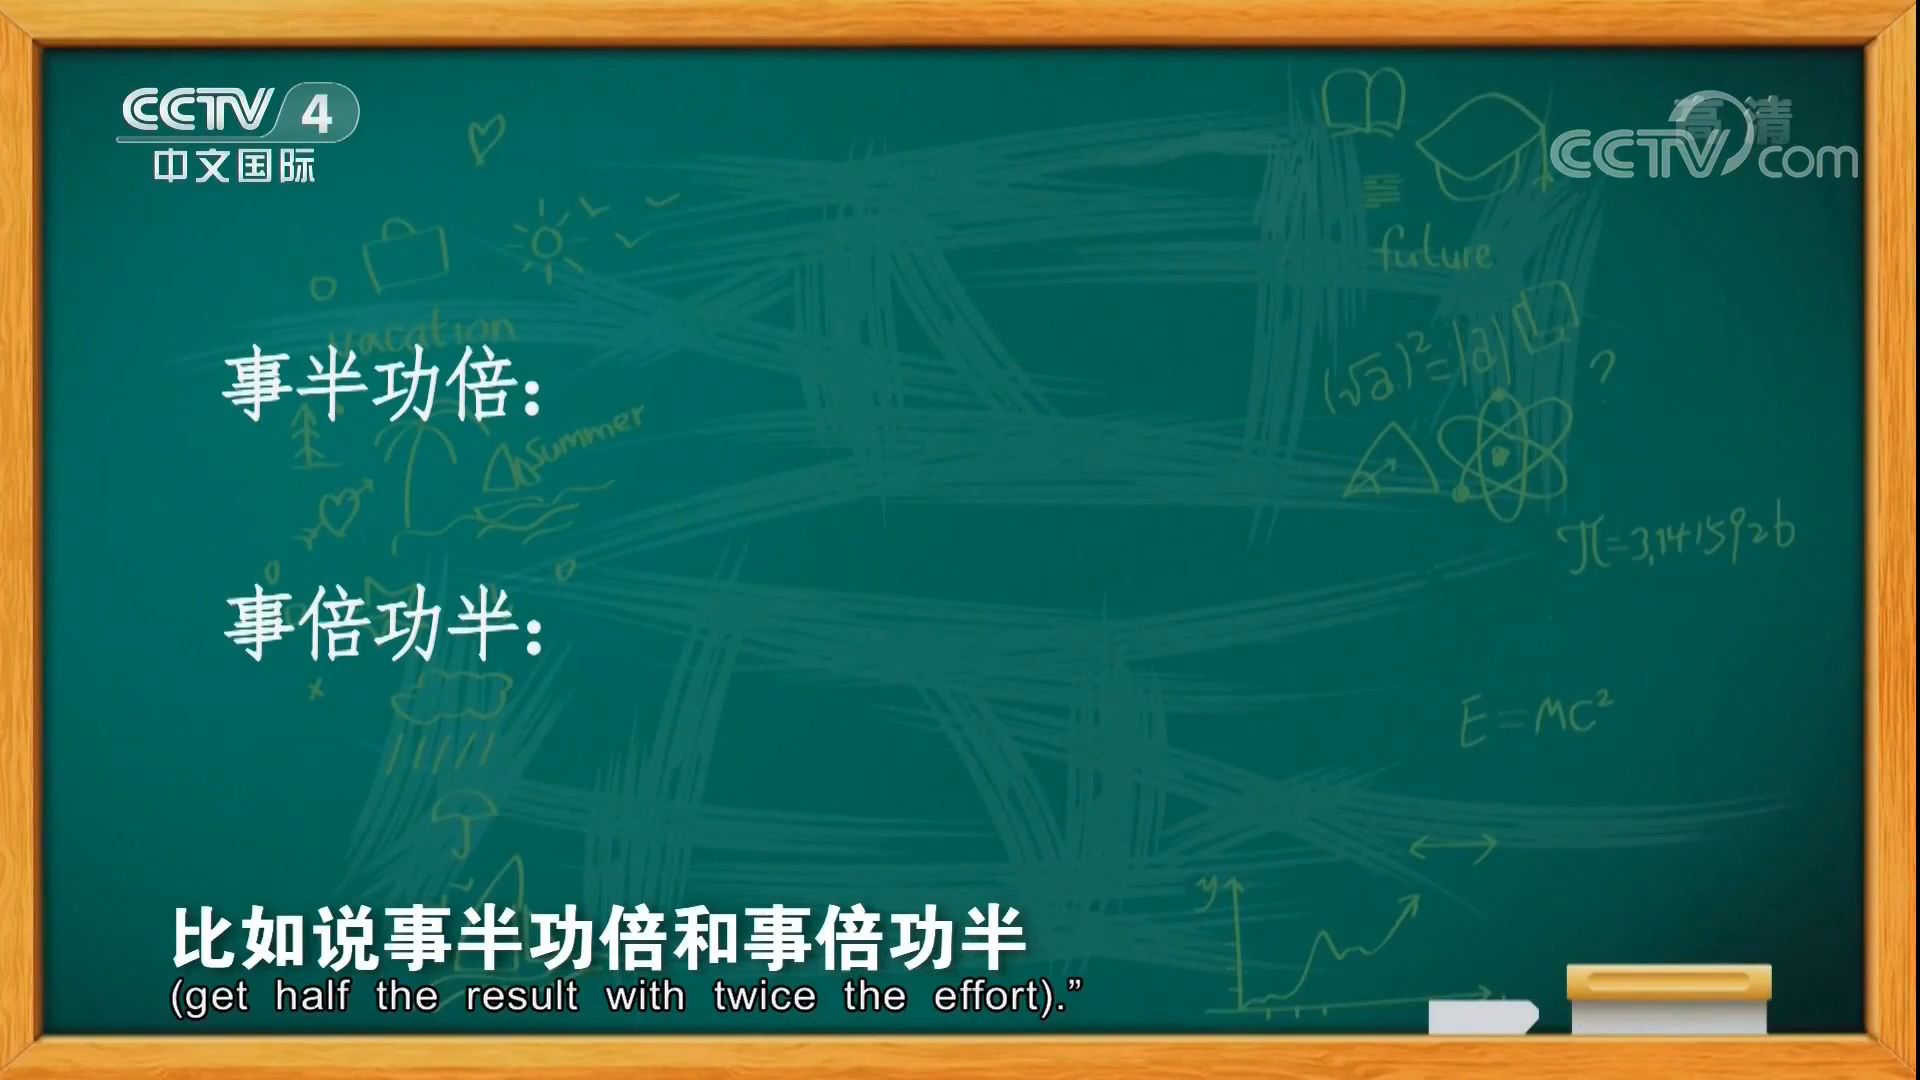 CCTV 4
中文国际
高清
CCTV com
future
vacation
(√a)²=|a|
?
事半功倍:
summer
π=3.1415926
事倍功半:
x
E=MC²
y
比如说事半功倍和事倍功半
(get half the result with twice the effort).”